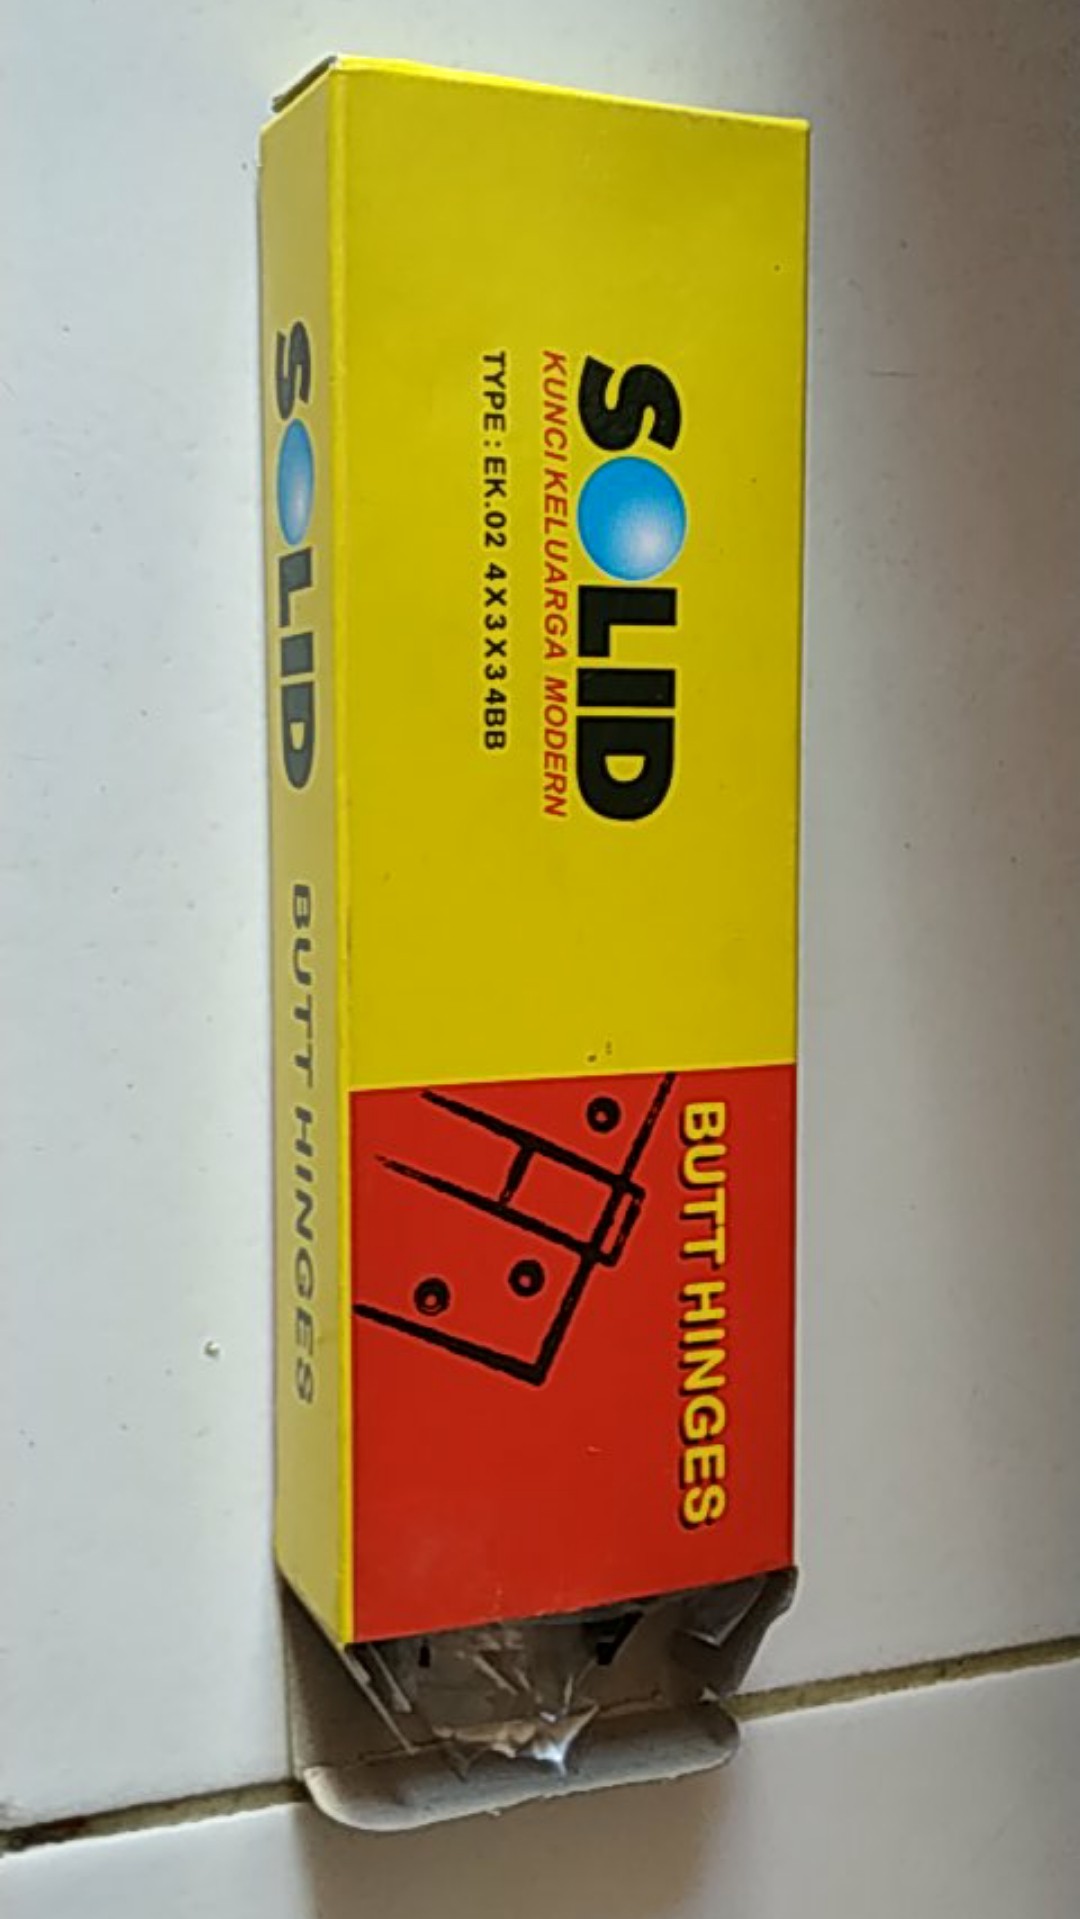 SOLID
KUNCI KELUARGA MODERN
TYPE : EK.02 4 X 3 X 3 4BB
BUTT HINGES
SOLID BUTT HINGES